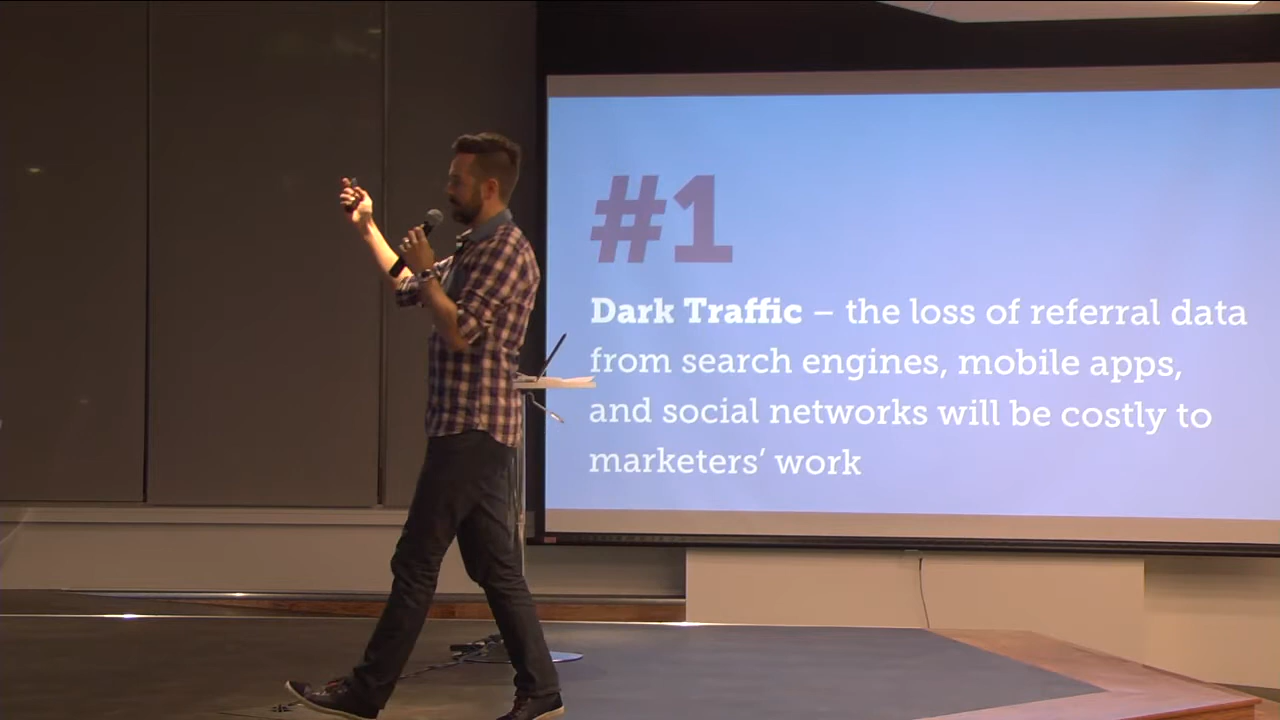 #1
Dark Traffic – the loss of referral data
from search engines, mobile apps,
and social networks will be costly to
marketers’ work